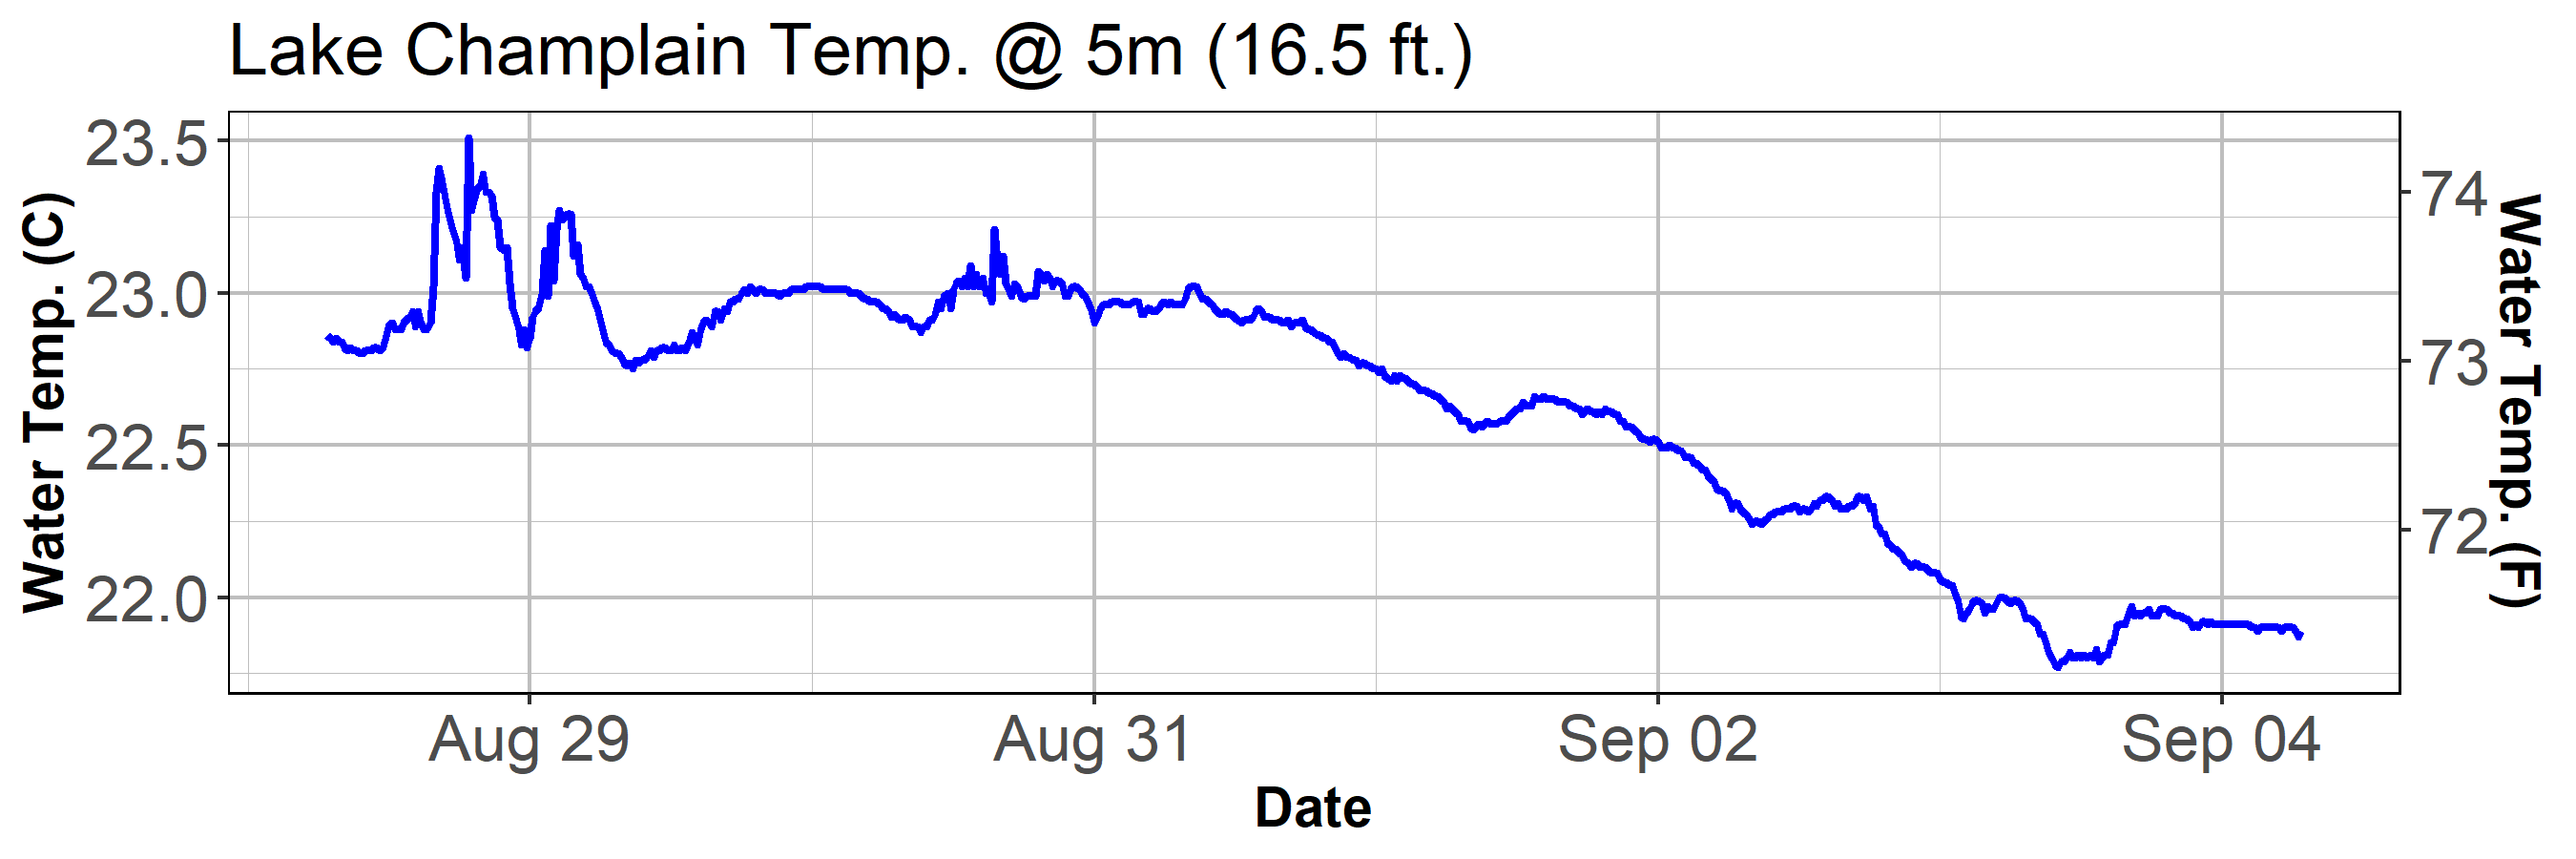 Lake Champlain Temp. @ 5m (16.5 ft.)
Water Temp. (C)
23.5
23.0
22.5
22.0
74
73
72
Water Temp. (F)
Aug 29
Aug 31
Sep 02
Sep 04
Date